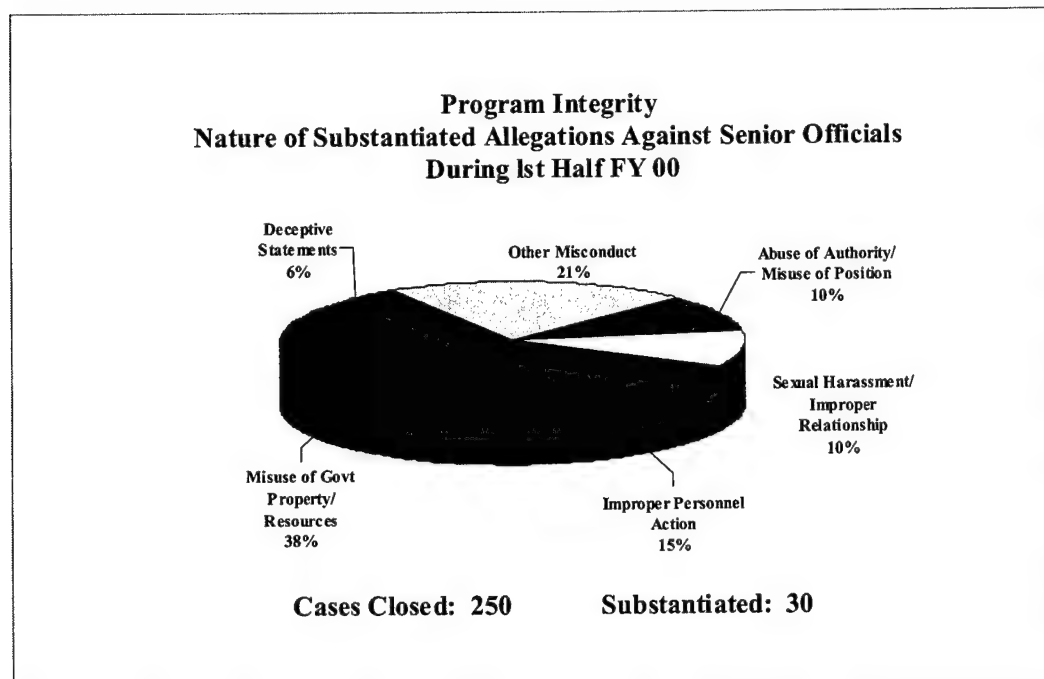 Program Integrity
Nature of Substantiated Allegations Against Senior Officials
During lst Half FY 00
Deceptive
Statements
6%
Other Misconduct
21%
Abuse of Authority/
Misuse of Position
10%
Sexual Harassment/
Improper
Relationship
10%
Improper Personnel
Action
15%
Misuse of Govt
Property/
Resources
38%
Cases Closed: 250 Substantiated: 30